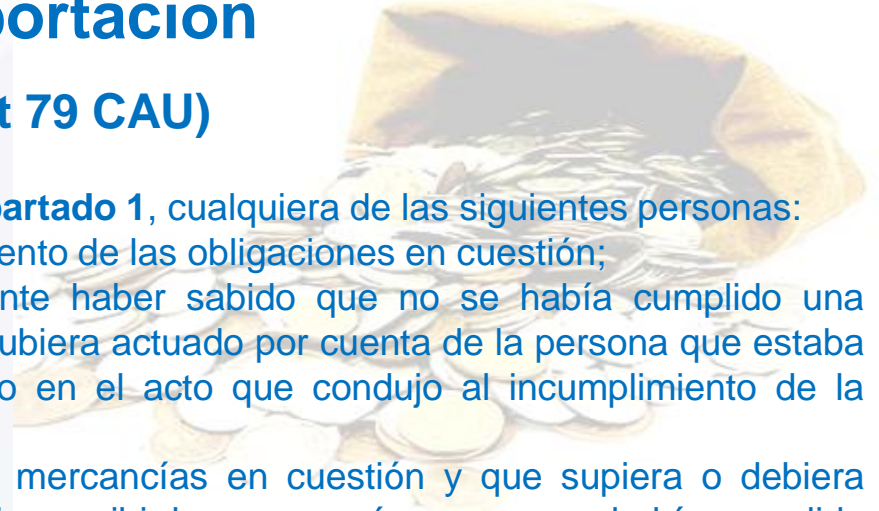 portación
t 79 CAU)
partado 1, cualquiera de las siguientes personas:
ento de las obligaciones en cuestión;
nte haber sabido que no se había cumplido una
ubiera actuado por cuenta de la persona que estaba
o en el acto que condujo al incumplimiento de la
mercancías en cuestión y que supiera o debiera